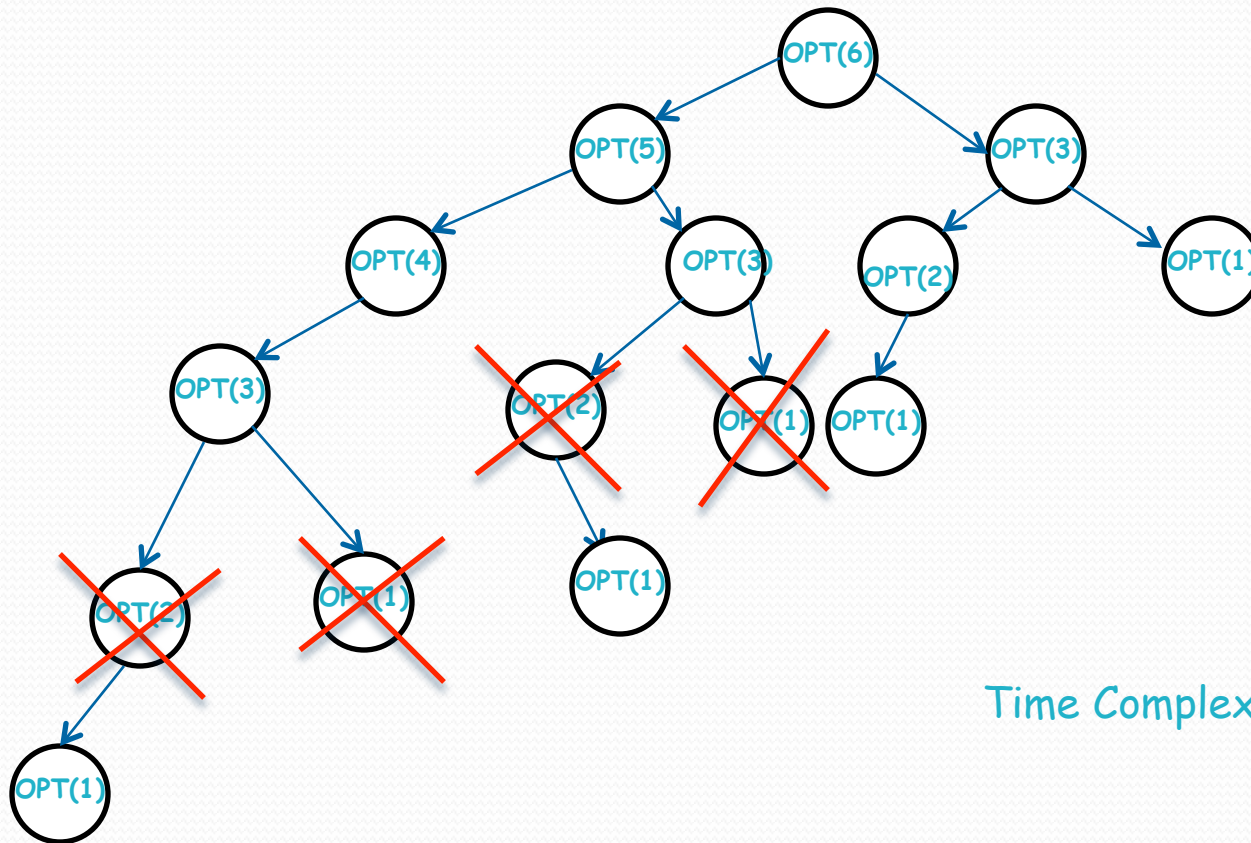 OPT(6)
OPT(5)
OPT(3)
OPT(4)
OPT(3)
OPT(2)
OPT(1)
OPT(3)
OPT(2)
OPT(1)
OPT(1)
OPT(2)
OPT(1)
OPT(1)
Time Complex
OPT(1)